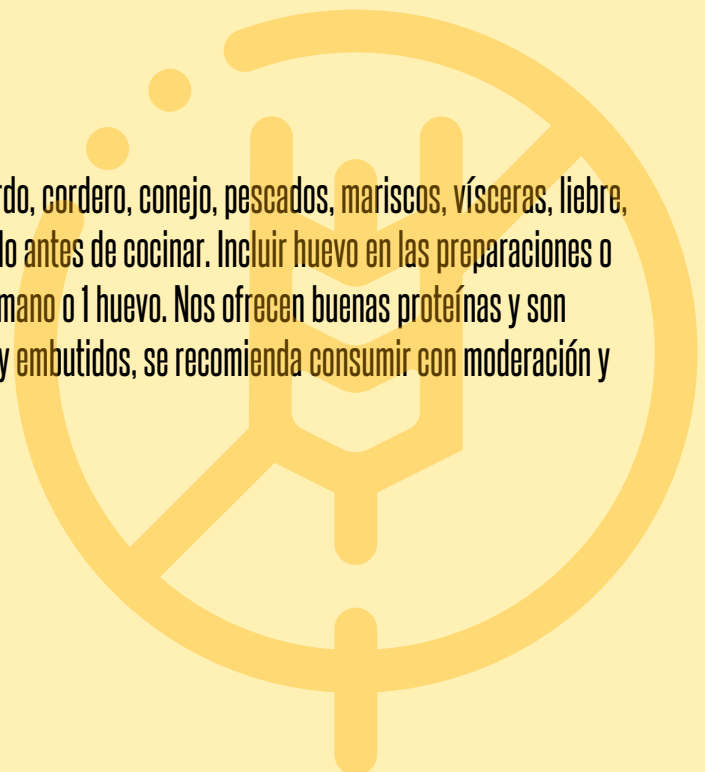 rdo, cordero, conejo, pescados, mariscos, vísceras, liebre,
lo antes de cocinar. Incluir huevo en las preparaciones o
mano o 1 huevo. Nos ofrecen buenas proteínas y son
y embutidos, se recomienda consumir con moderación y